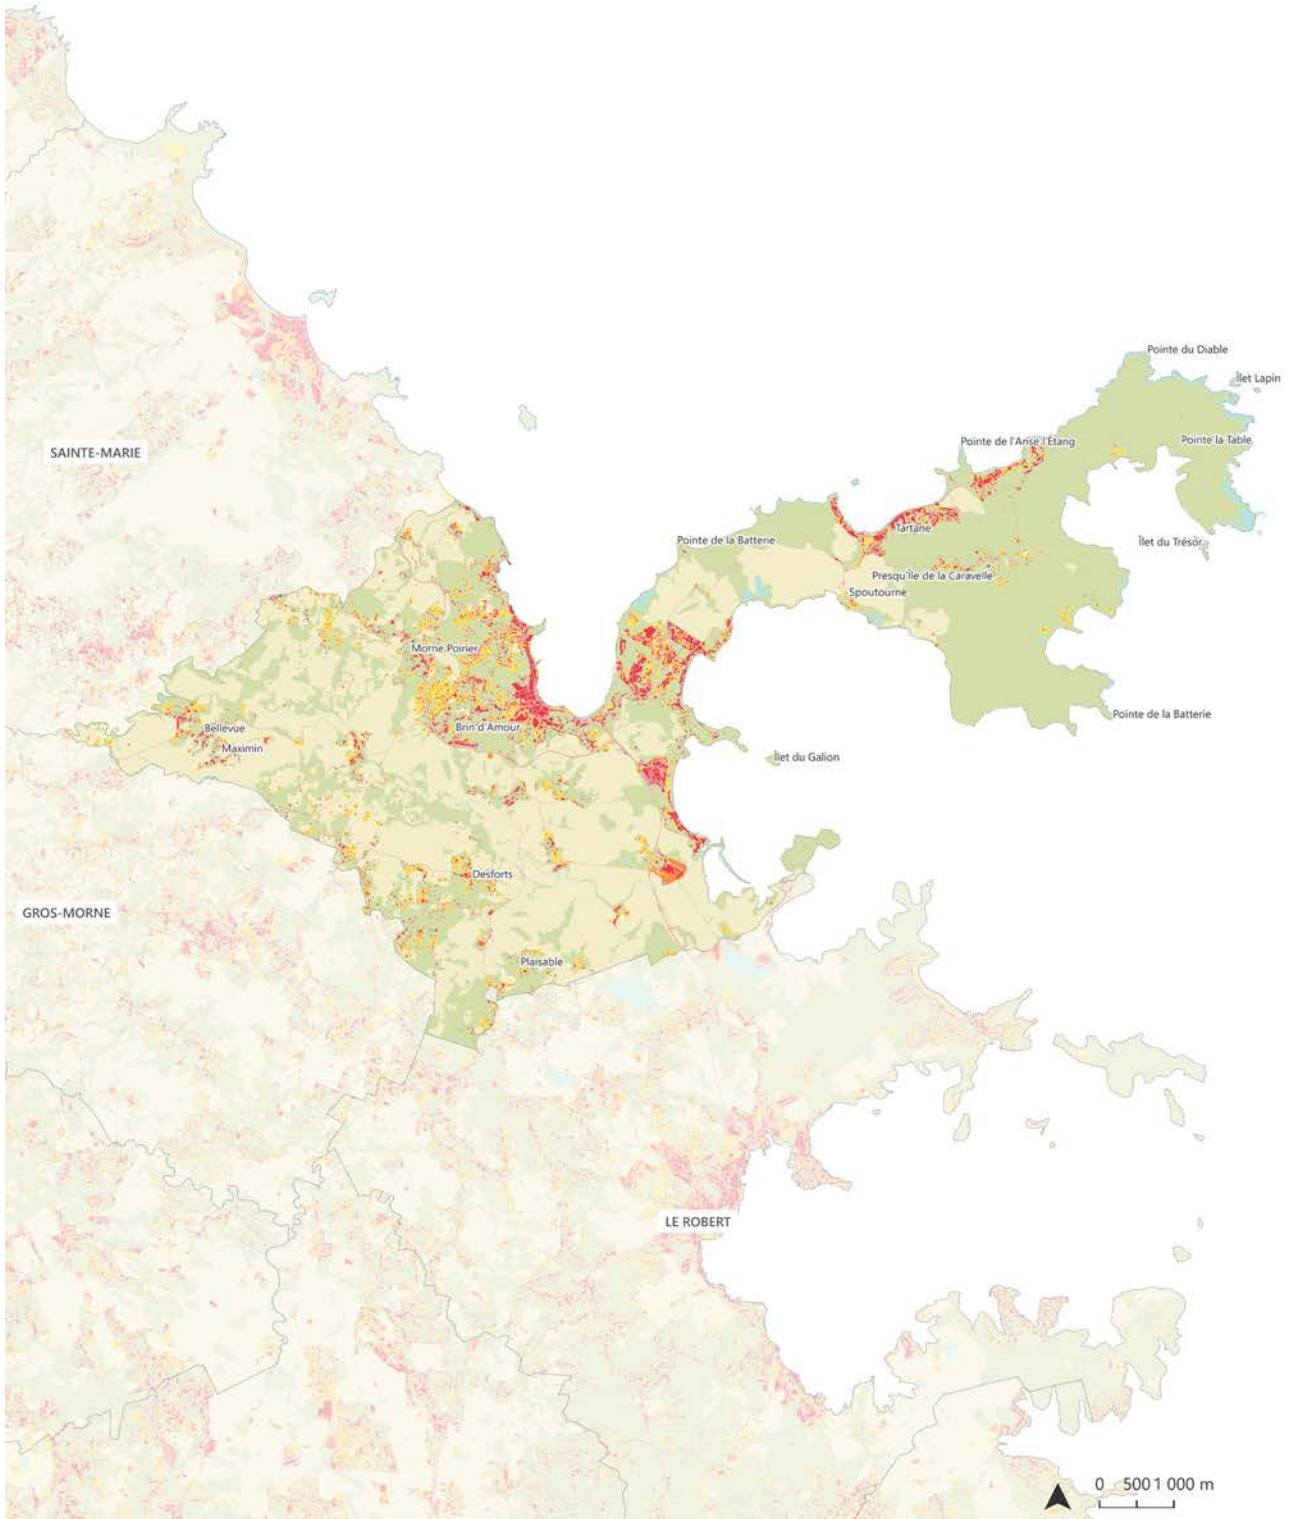 Pointe du Diable
Îlet Lapin
Pointe de l'Anse l'Étang
Pointe la Table
SAINTE-MARIE
Tartane
Pointe de la Batterie
Îlet du Trésor
Presqu'île de la Caravelle
Spoutourne
Morne Poirier
Pointe de la Batterie
Bellevue
Brin d'Amour
Maximin
Îlet du Galion
Desforts
GROS-MORNE
Plaisable
LE ROBERT
0 500 1 000 m